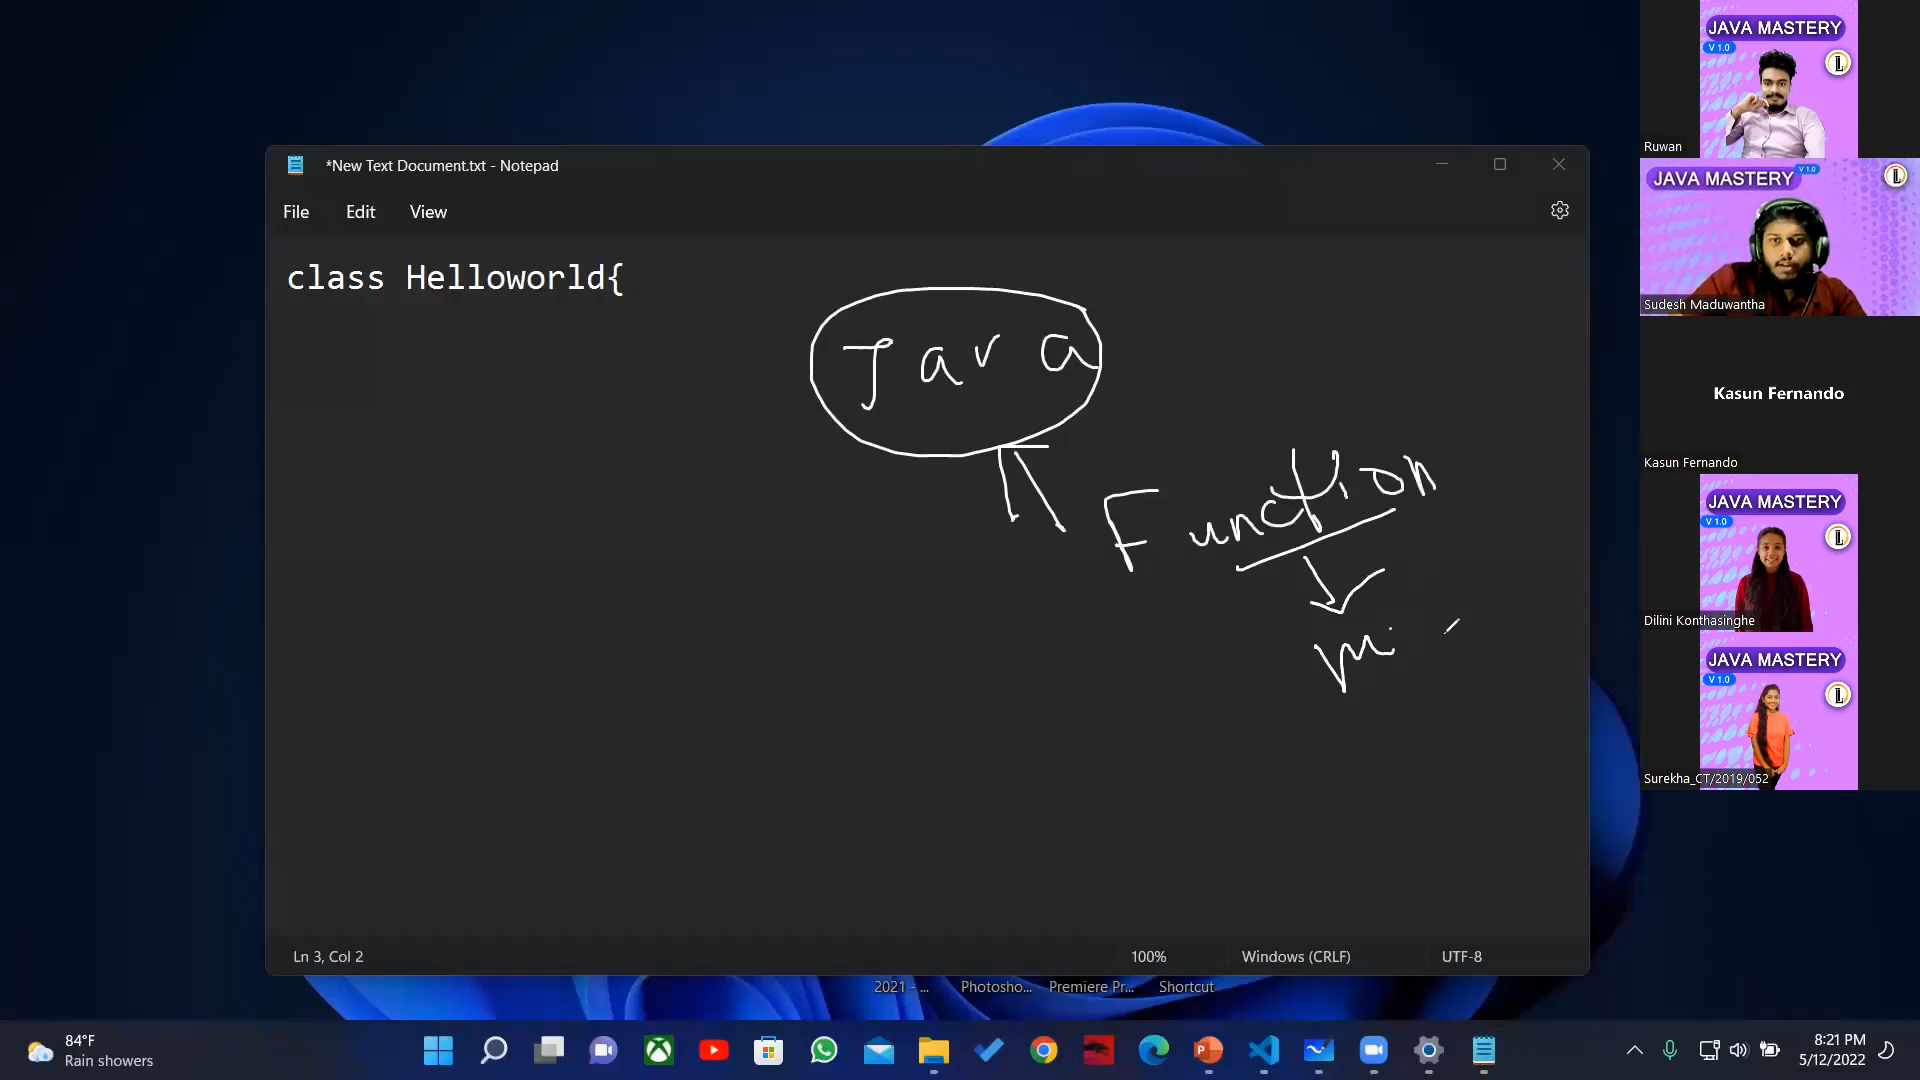 *New Text Document.txt - Notepad
File Edit View
class Helloworld{
Java
Function
mi
Ln 3, Col 2
100%
Windows (CRLF)
UTF-8
2021 - ...
Photosho...
Premiere Pr...
Shortcut
84°F
Rain showers
8:21 PM
5/12/2022
JAVA MASTERY
V 1.0
Ruwan
JAVA MASTERY
V 1.0
Sudesh Maduwantha
Kasun Fernando
Kasun Fernando
JAVA MASTERY
V 1.0
Dilini Konthasinghe
JAVA MASTERY
V 1.0
Surekha_CT/2019/052